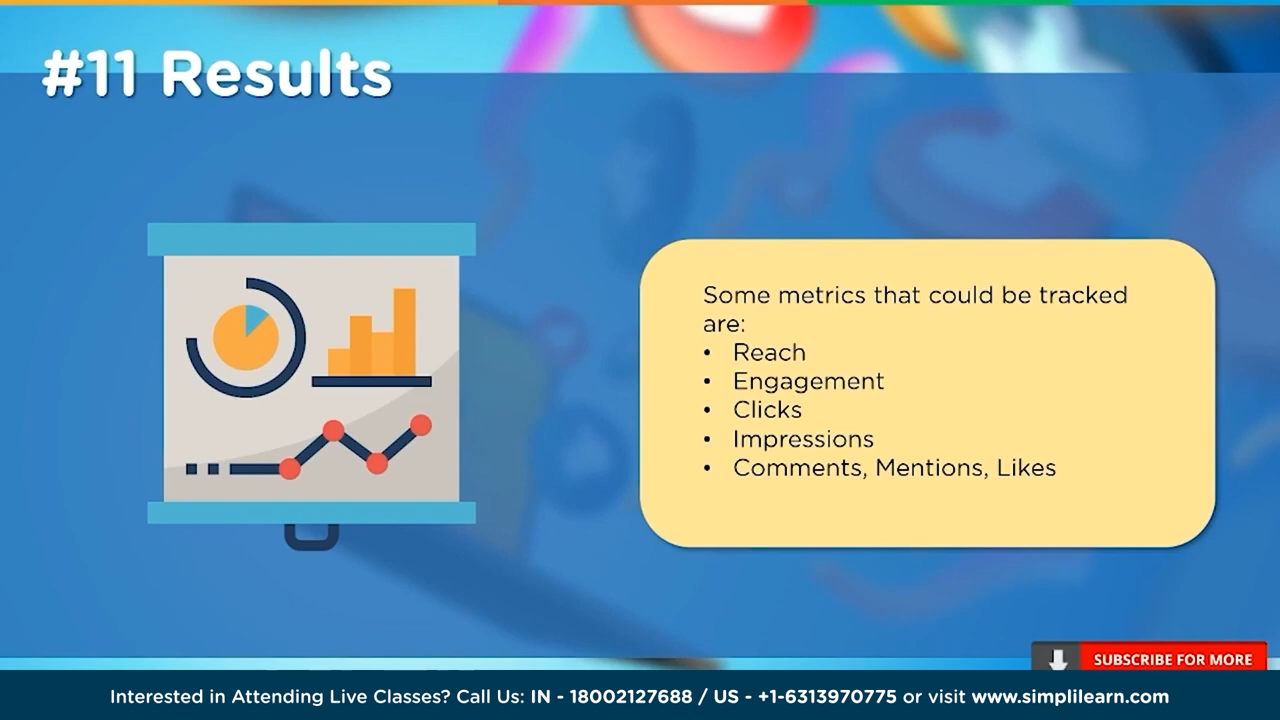 #11 Results
Some metrics that could be tracked
are:
• Reach
• Engagement
• Clicks
• Impressions
• Comments, Mentions, Likes
SUBSCRIBE FOR MORE
Interested in Attending Live Classes? Call Us: IN - 18002127688 / US - +1-6313970775 or visit www.simplilearn.com